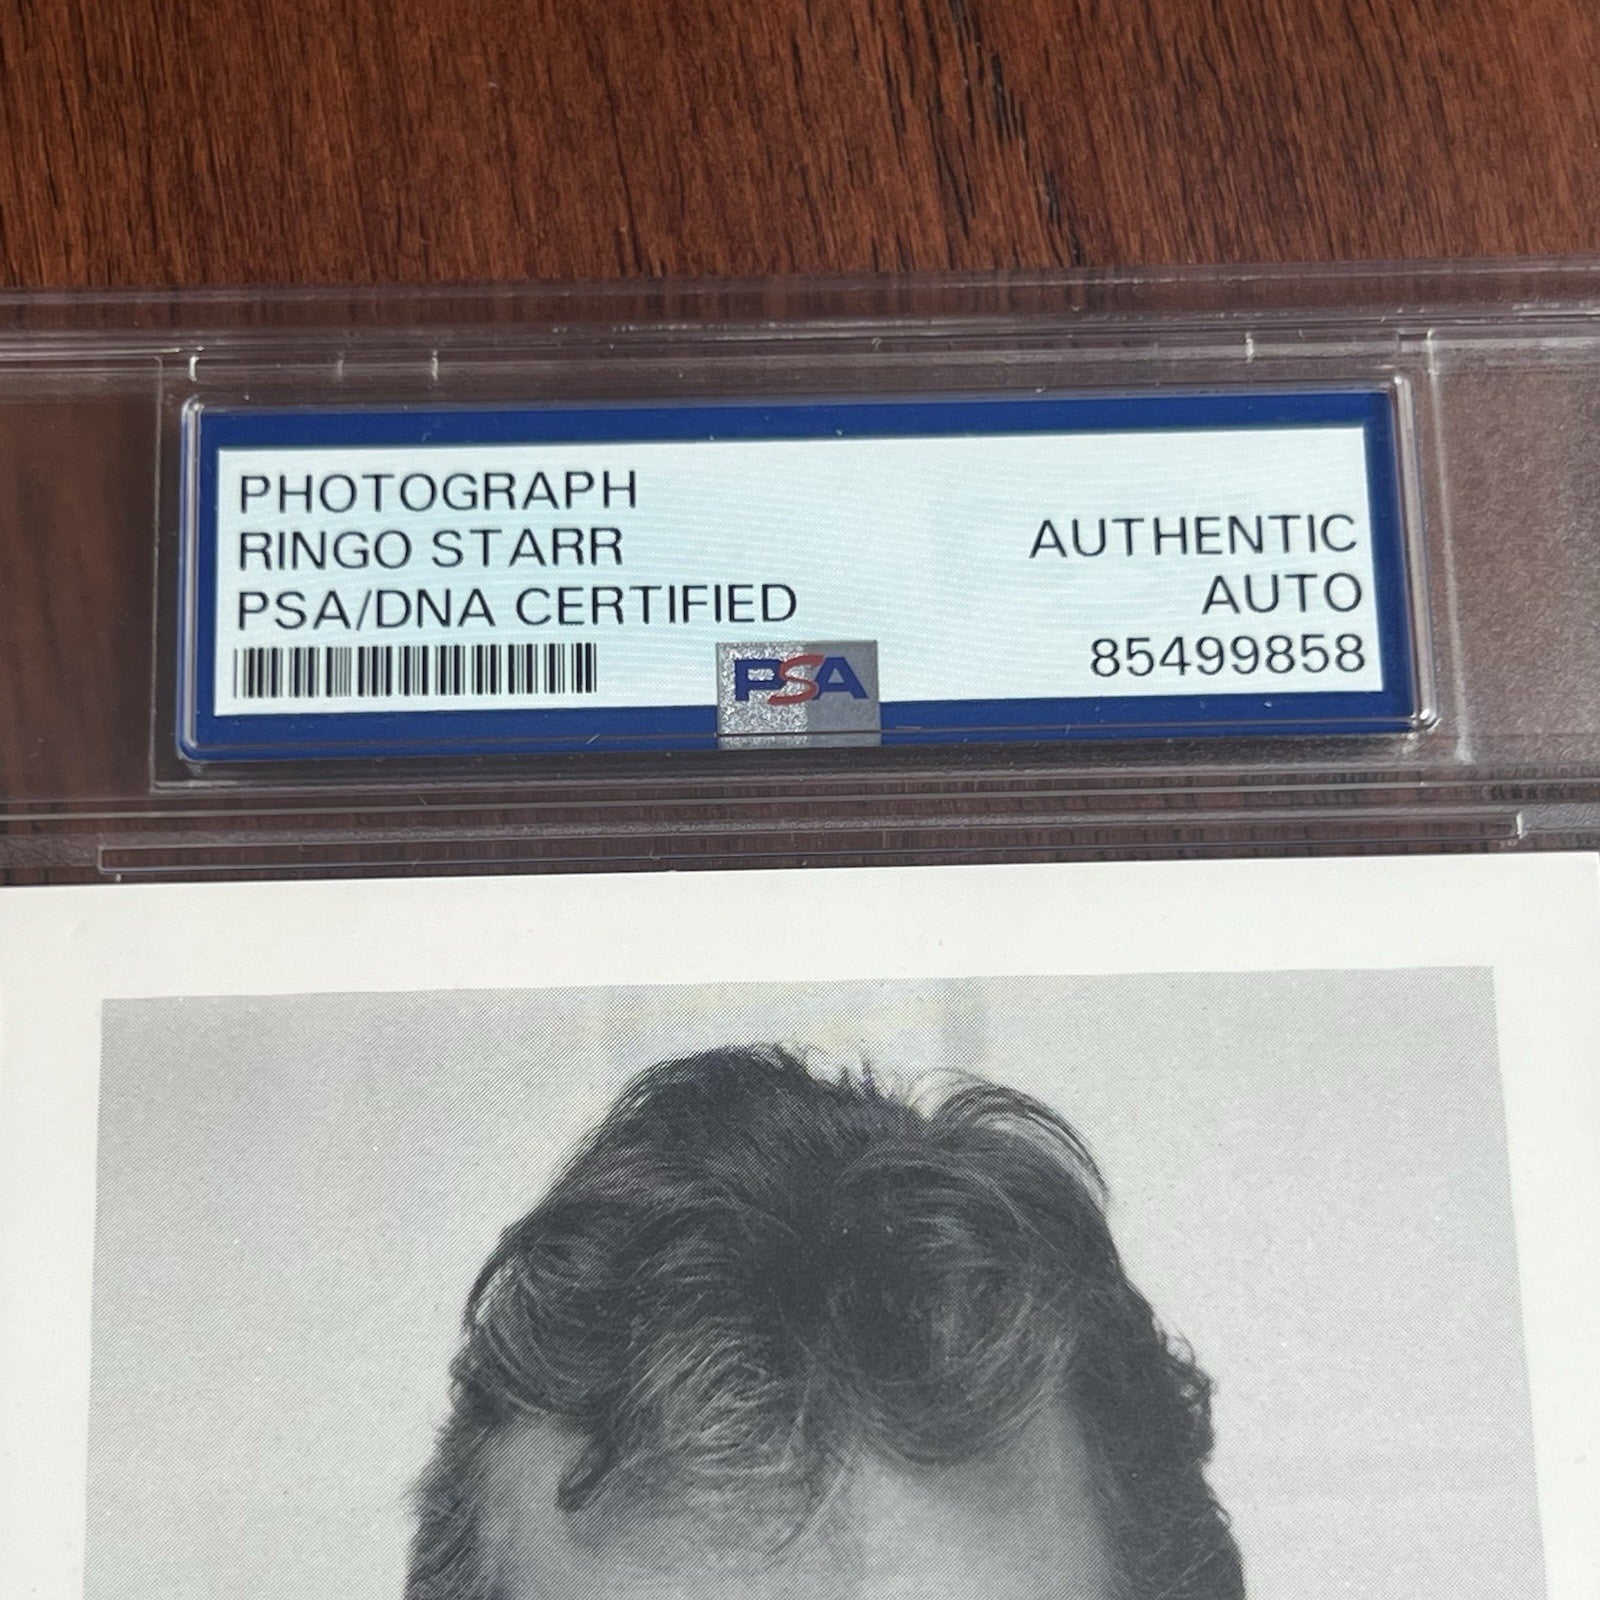 PHOTOGRAPH
RINGO STARR
PSA/DNA CERTIFIED
AUTHENTIC
AUTO
85499858
PSA